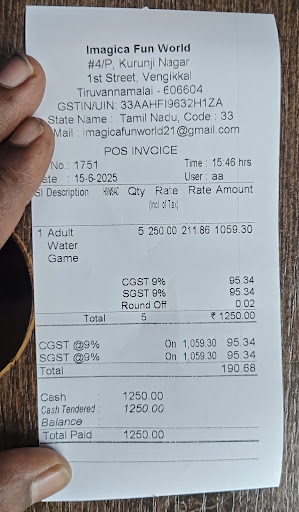 Imagica Fun World
#4/P, Kurunji Nagar
1st Street, Vengikkal
Tiruvannamalai - 606604
GSTIN/UIN: 33AAHFI9632H1ZA
State Name : Tamil Nadu, Code : 33
Mail : imagicafunworld21@gmail.com
POS INVOICE
No.: 1751 Time : 15:46 hrs
ate : 15-6-2025 User : aa
Sl Description HSN/SAC Qty Rate Rate Amount
(Incl of Tax)
1 Adult 5 250.00 211.86 1059.30
Water
Game
CGST 9% 95.34
SGST 9% 95.34
Round Off 0.02
Total 5 ₹ 1250.00
CGST @9% On 1,059.30 95.34
SGST @9% On 1,059.30 95.34
Total 190.68
Cash : 1250.00
Cash Tendered : 1250.00
Balance :
Total Paid 1250.00